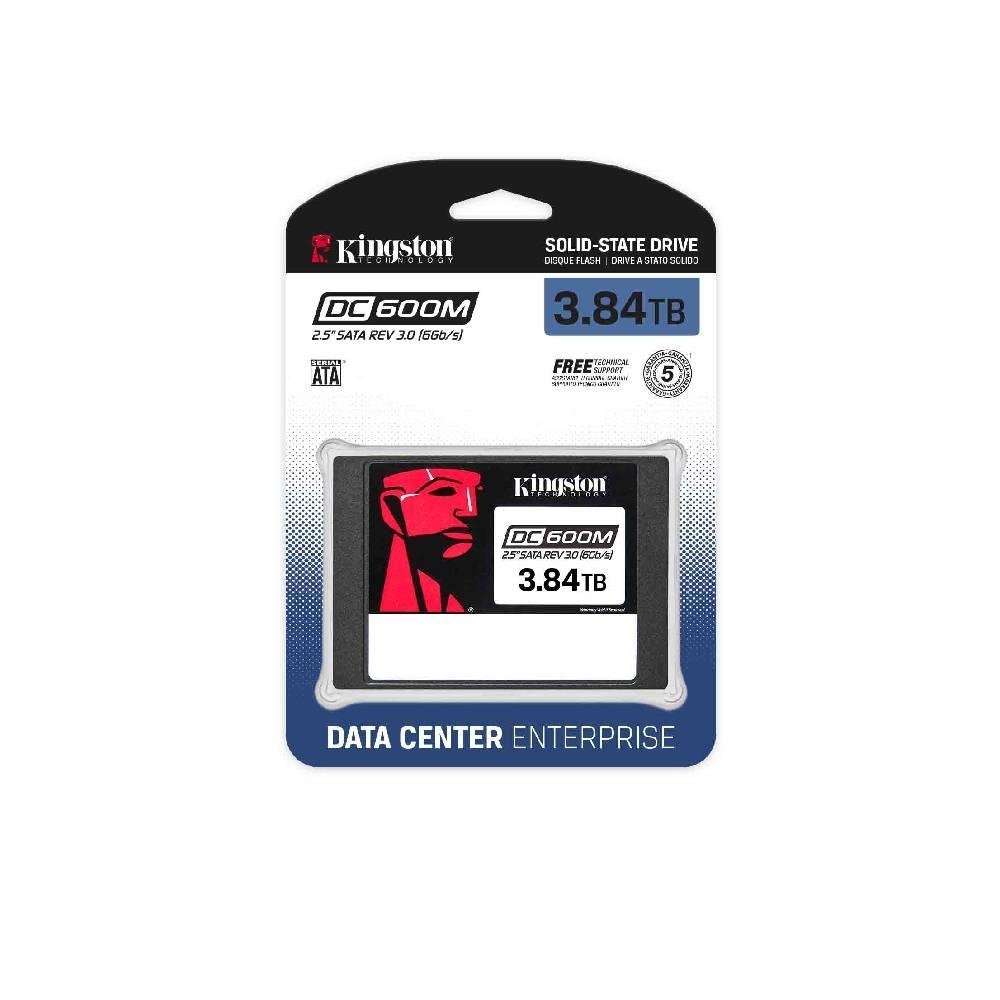 Kingston
TECHNOLOGY
SOLID-STATE DRIVE
DISQUE FLASH | DRIVE A STATO SOLIDO
DC600M
2.5" SATA REV 3.0 (6Gb/s)
3.84TB
SERIAL
ATA
FREE TECHNICAL SUPPORT
5
Kingston
TECHNOLOGY
DC600M
2.5" SATA REV 3.0 (6Gb/s)
3.84TB
DATA CENTER ENTERPRISE